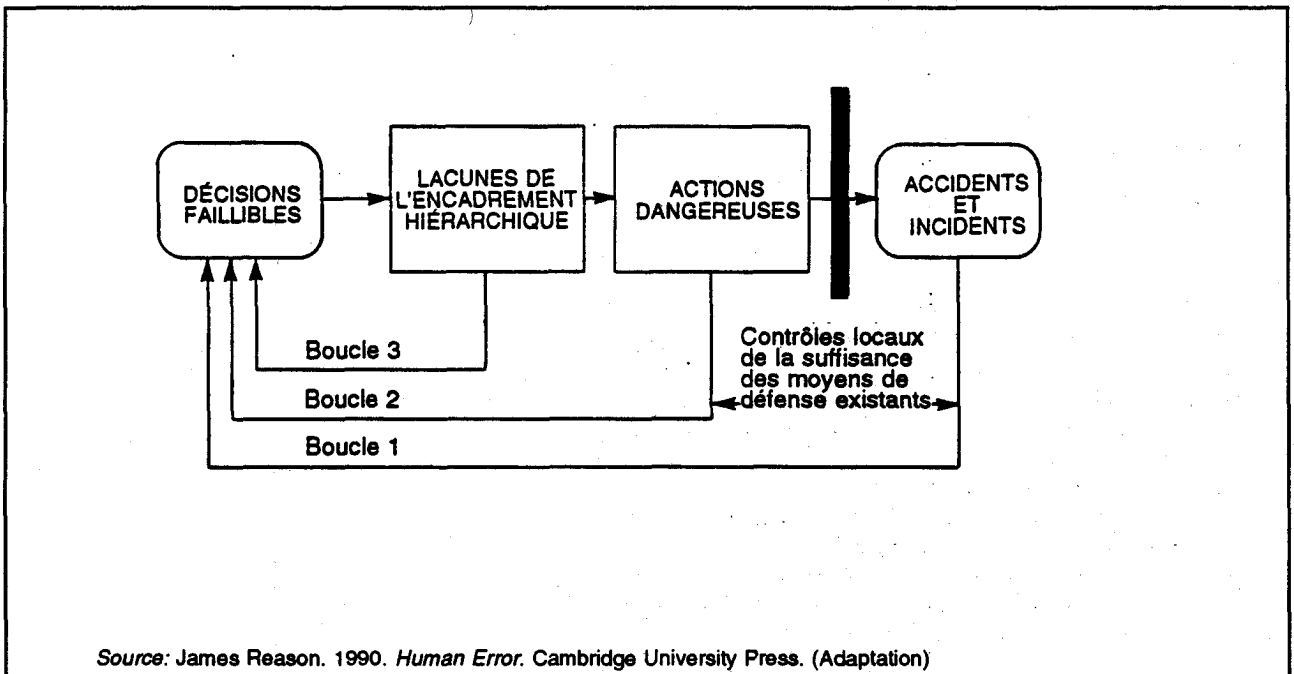 DÉCISIONS
FAILLIBLES
LACUNES DE
L'ENCADREMENT
HIÉRARCHIQUE
ACTIONS
DANGEREUSES
ACCIDENTS
ET
INCIDENTS
Boucle 3
Boucle 2
Boucle 1
Contrôles locaux
de la suffisance
des moyens de
défense existants
Source: James Reason. 1990. Human Error. Cambridge University Press. (Adaptation)